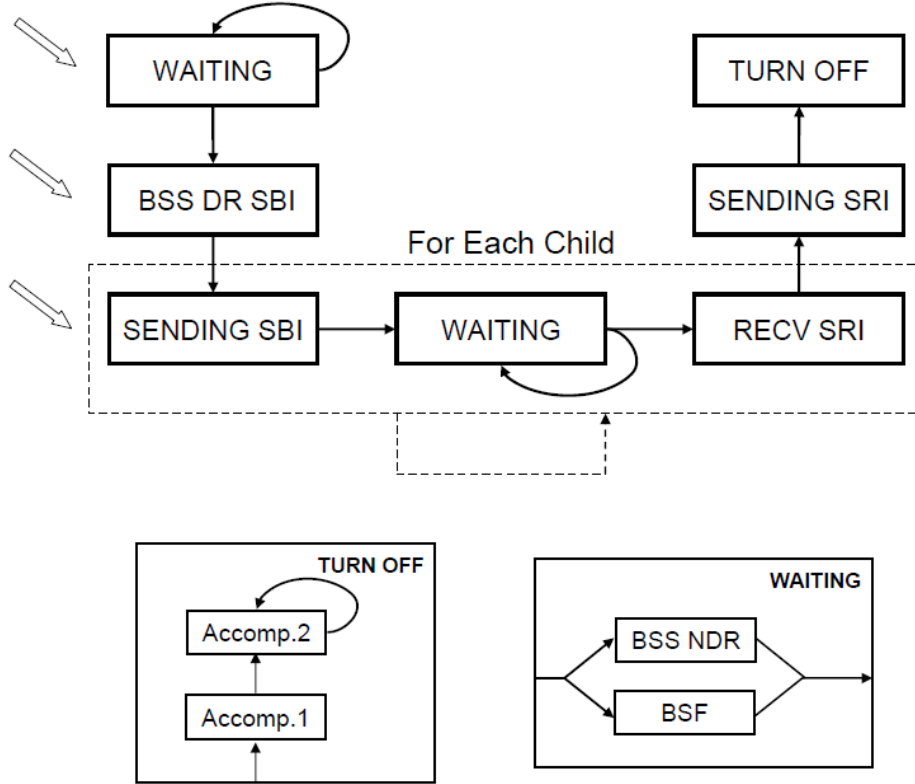 WAITING
TURN OFF
BSS DR SBI
SENDING SRI
For Each Child
SENDING SBI
WAITING
RECV SRI
TURN OFF
Accomp.2
Accomp.1
WAITING
BSS NDR
BSF